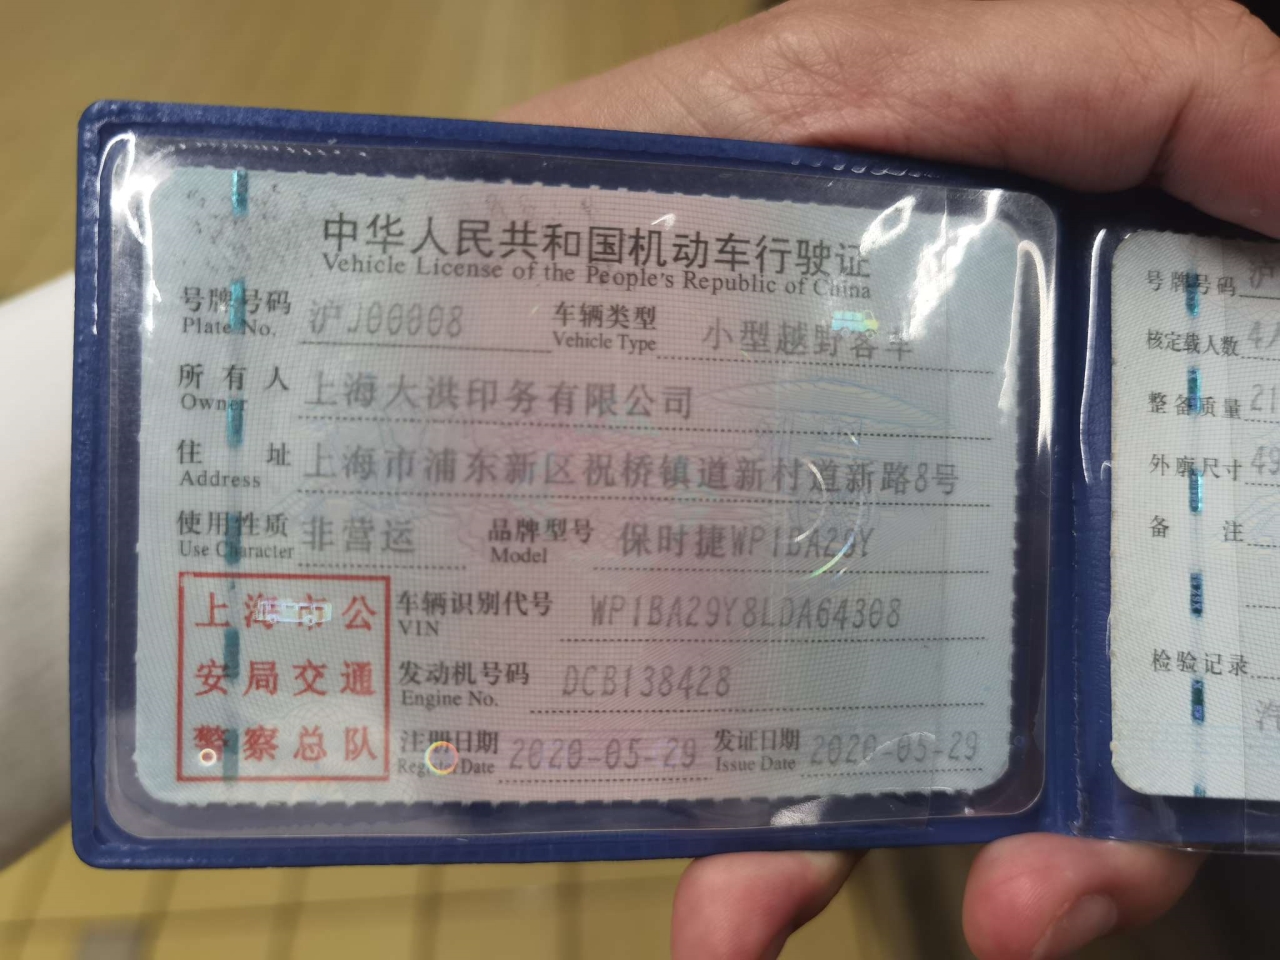 中华人民共和国机动车行驶证
Vehicle License of the People's Republic of China
号牌号码 沪J00008 车辆类型 小型越野客车
Plate No. Vehicle Type
所有人 上海大洪印务有限公司
Owner
住址 上海市浦东新区祝桥镇道新村道新路8号
Address
使用性质 非营运 品牌型号 保时捷WP1BA29Y
Use Character Model
上海市公
安局交通
警察总队
车辆识别代号 WP1BA29Y8LDA64308
VIN
发动机号码 DCB138428
Engine No.
注册日期 2020-05-29 发证日期 2020-05-29
Register Date Issue Date
号牌号码 沪
核定载人数 4
整备质量 21
外廓尺寸 49
备注
检验记录